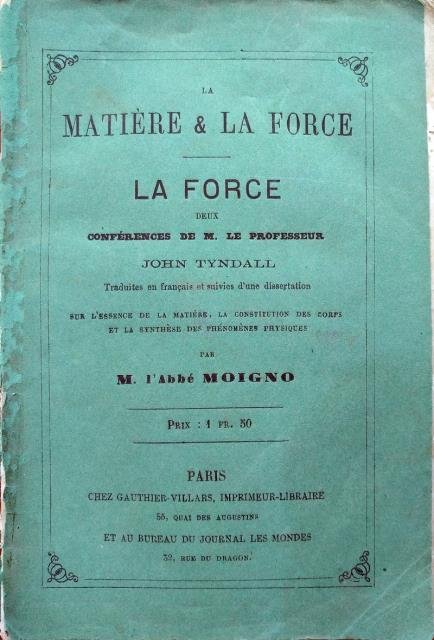 LA
MATIÈRE & LA FORCE
LA FORCE
DEUX
CONFÉRENCES DE M. LE PROFESSEUR
JOHN TYNDALL
Traduites en français et suivies d'une dissertation
SUR L'ESSENCE DE LA MATIÈRE, LA CONSTITUTION DES CORPS
ET LA SYNTHÈSE DES PHÉNOMÈNES PHYSIQUES
PAR
M. l'Abbé MOIGNO
PRIX : 1 FR. 50
PARIS
CHEZ GAUTHIER-VILLARS, IMPRIMEUR-LIBRAIRE
55, QUAI DES AUGUSTINS
ET AU BUREAU DU JOURNAL LES MONDES
32, RUE DU DRAGON.